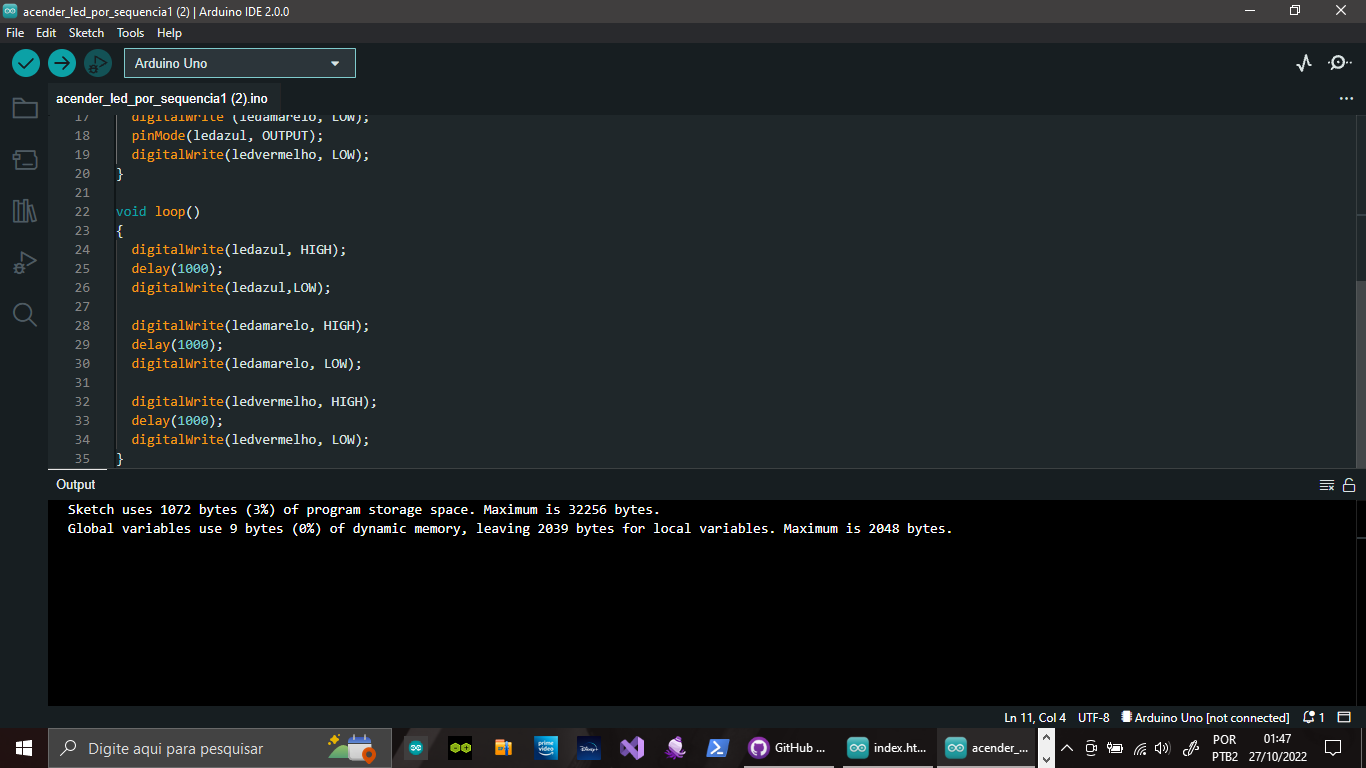 acender_led_por_sequencia1 (2) | Arduino IDE 2.0.0
File Edit Sketch Tools Help
Arduino Uno
acender_led_por_sequencia1 (2).ino
17 digitalWrite (ledamarelo, LOW);
18 pinMode(ledazul, OUTPUT);
19 digitalWrite(ledvermelho, LOW);
20 }
21
22 void loop()
23 {
24 digitalWrite(ledazul, HIGH);
25 delay(1000);
26 digitalWrite(ledazul,LOW);
27
28 digitalWrite(ledamarelo, HIGH);
29 delay(1000);
30 digitalWrite(ledamarelo, LOW);
31
32 digitalWrite(ledvermelho, HIGH);
33 delay(1000);
34 digitalWrite(ledvermelho, LOW);
35 }
Output
Sketch uses 1072 bytes (3%) of program storage space. Maximum is 32256 bytes.
Global variables use 9 bytes (0%) of dynamic memory, leaving 2039 bytes for local variables. Maximum is 2048 bytes.
Ln 11, Col 4 UTF-8 Arduino Uno [not connected] 1
Digite aqui para pesquisar
prime video
Disney+
GitHub ...
index.ht...
acender_...
POR
PTB2
01:47
27/10/2022